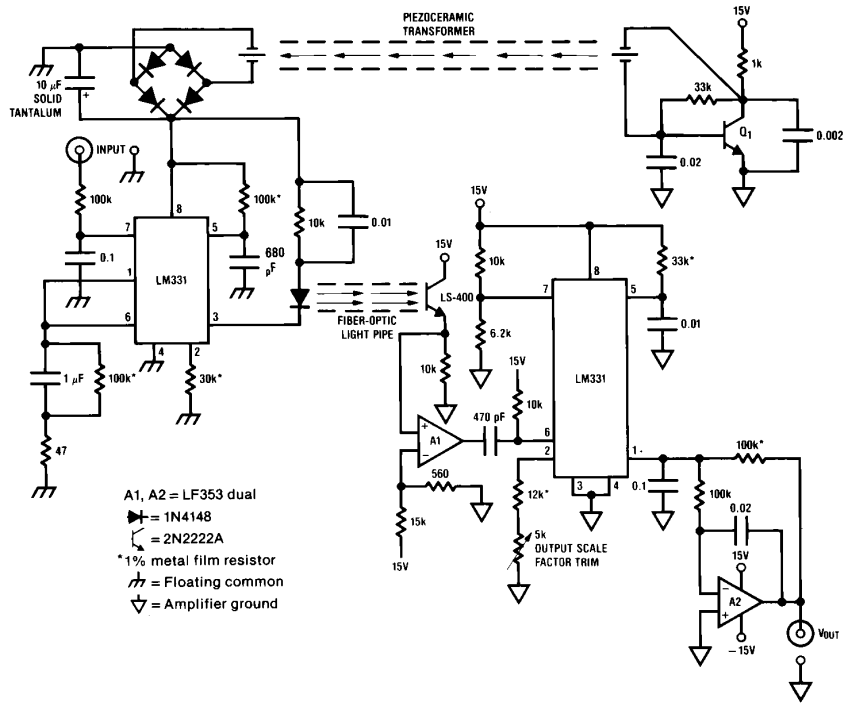 PIEZOCERAMIC
TRANSFORMER
15V
1k
33k
Q1
0.02
0.002
10 μF
SOLID
TANTALUM
+
INPUT
100k
7
0.1
1
6
8
LM331
5
100k*
680
pF
3
4
2
30k*
1 μF
100k*
47
10k
0.01
FIBER-OPTIC
LIGHT PIPE
15V
LS-400
10k
15V
10k
7
6.2k
8
LM331
5
33k*
0.01
+
A1
−
470 pF
15V
10k
6
2
560
15k
15V
12k*
5k
OUTPUT SCALE
FACTOR TRIM
3
4
1
0.1
100k*
100k
0.02
15V
−
A2
+
−15V
VOUT
A1, A2 = LF353 dual
= 1N4148
= 2N2222A
*1% metal film resistor
= Floating common
= Amplifier ground